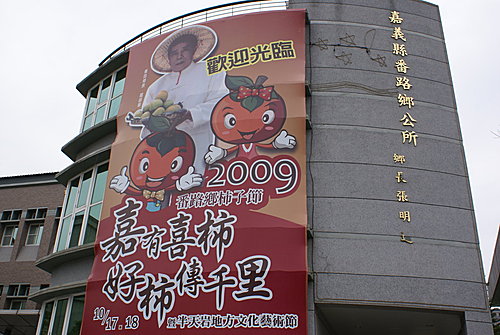 歡迎光臨
2009
番路鄉柿子節
嘉有喜柿
好柿傳千里
10/17.18
暨半天岩地方文化藝術節
嘉義縣番路鄉公所
鄉長 張明文